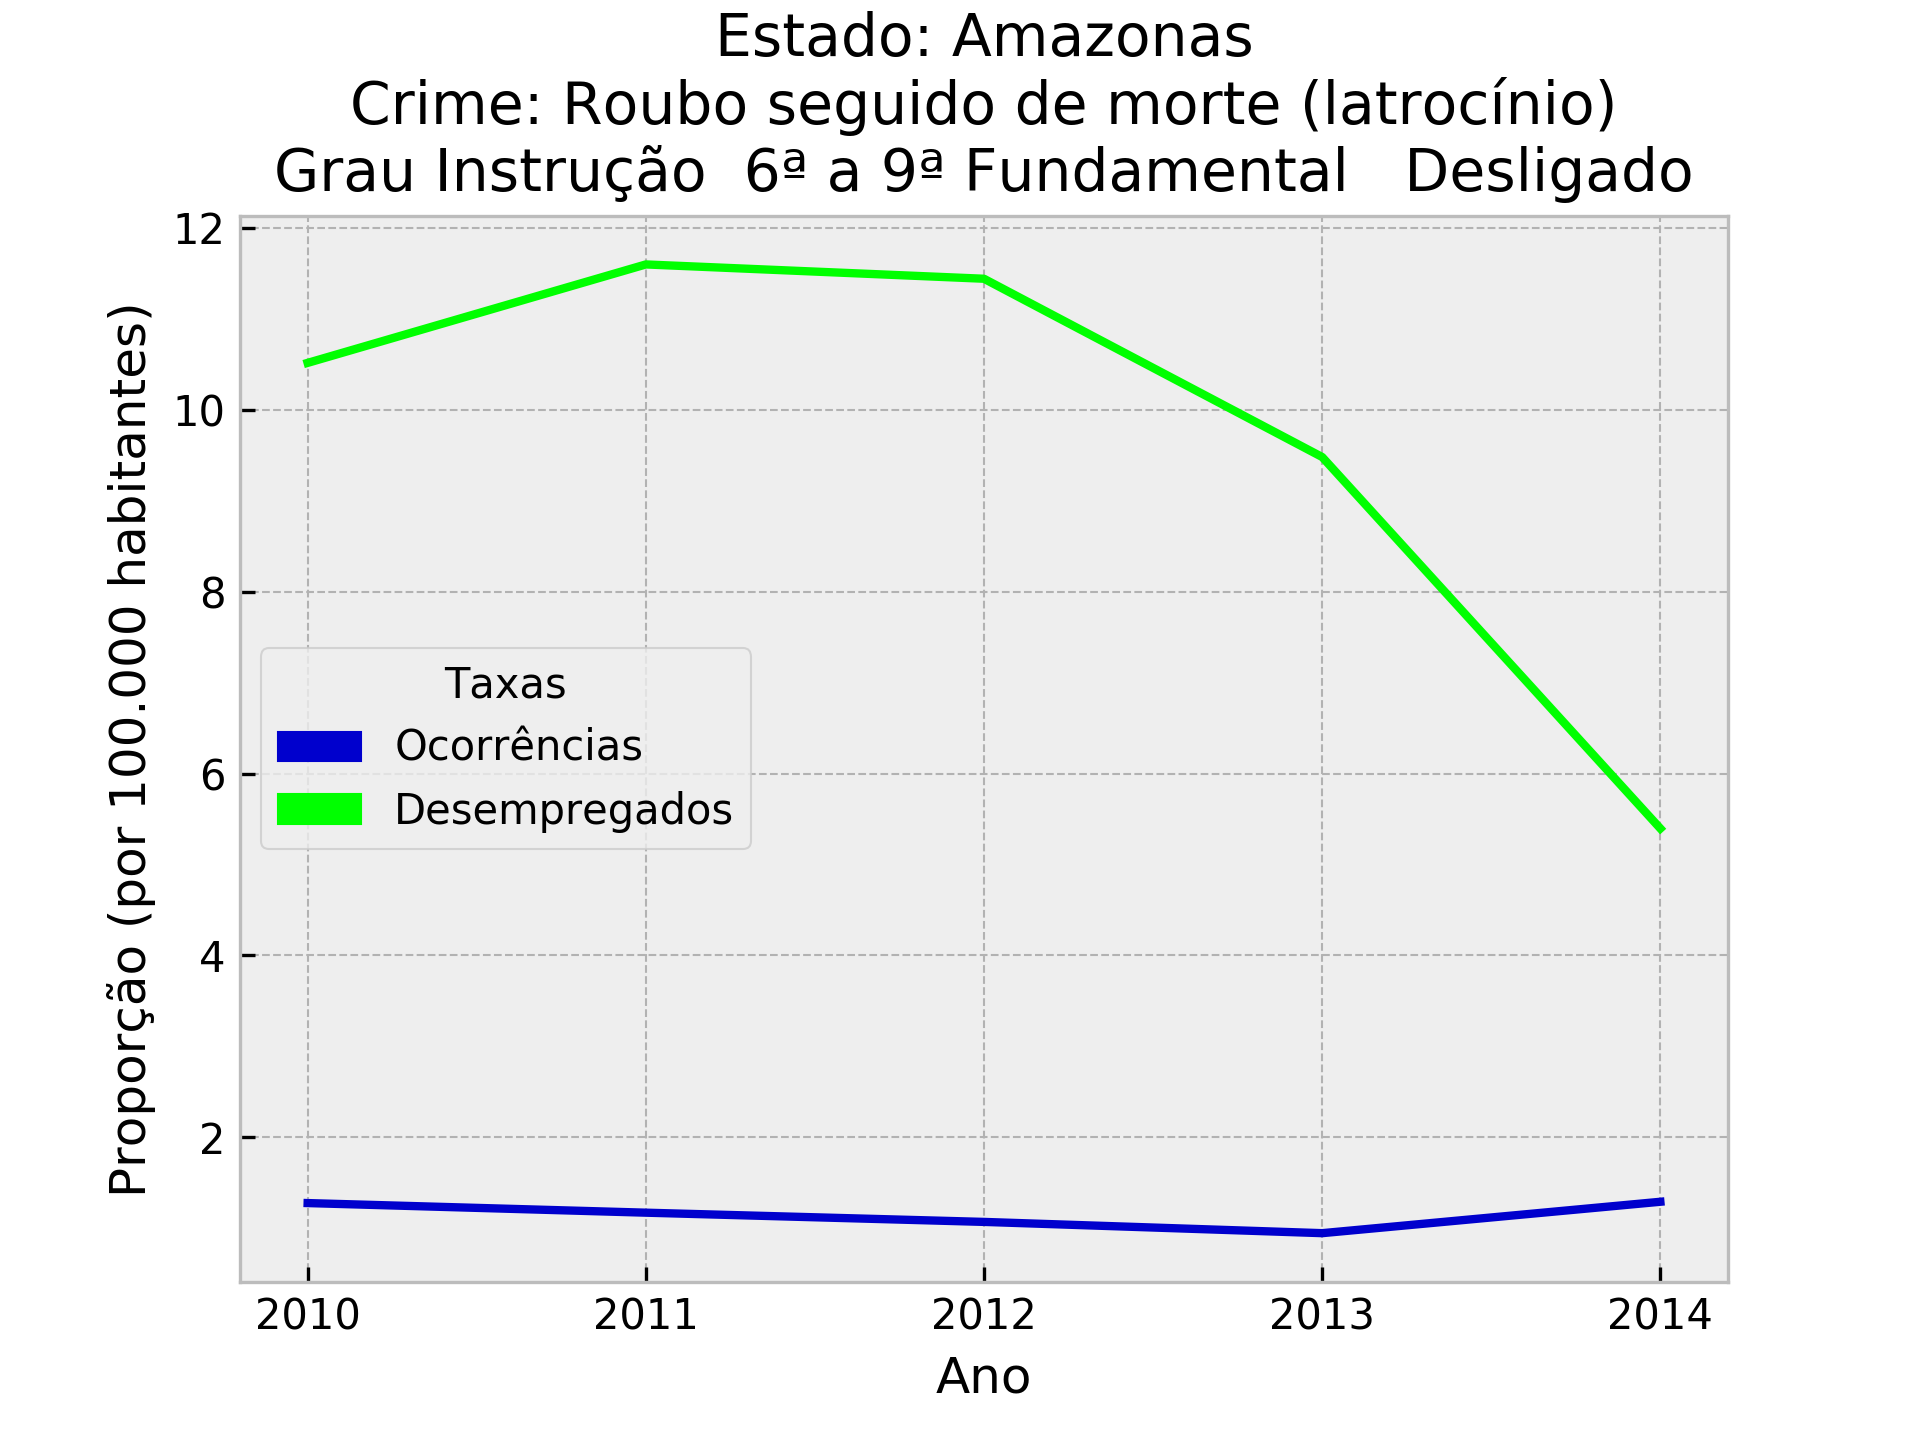 Estado: Amazonas
Crime: Roubo seguido de morte (latrocínio)
Grau Instrução  6ª a 9ª Fundamental   Desligado
Proporção (por 100.000 habitantes)
12
10
8
6
4
2
Taxas
Ocorrências
Desempregados
2010 2011 2012 2013 2014
Ano